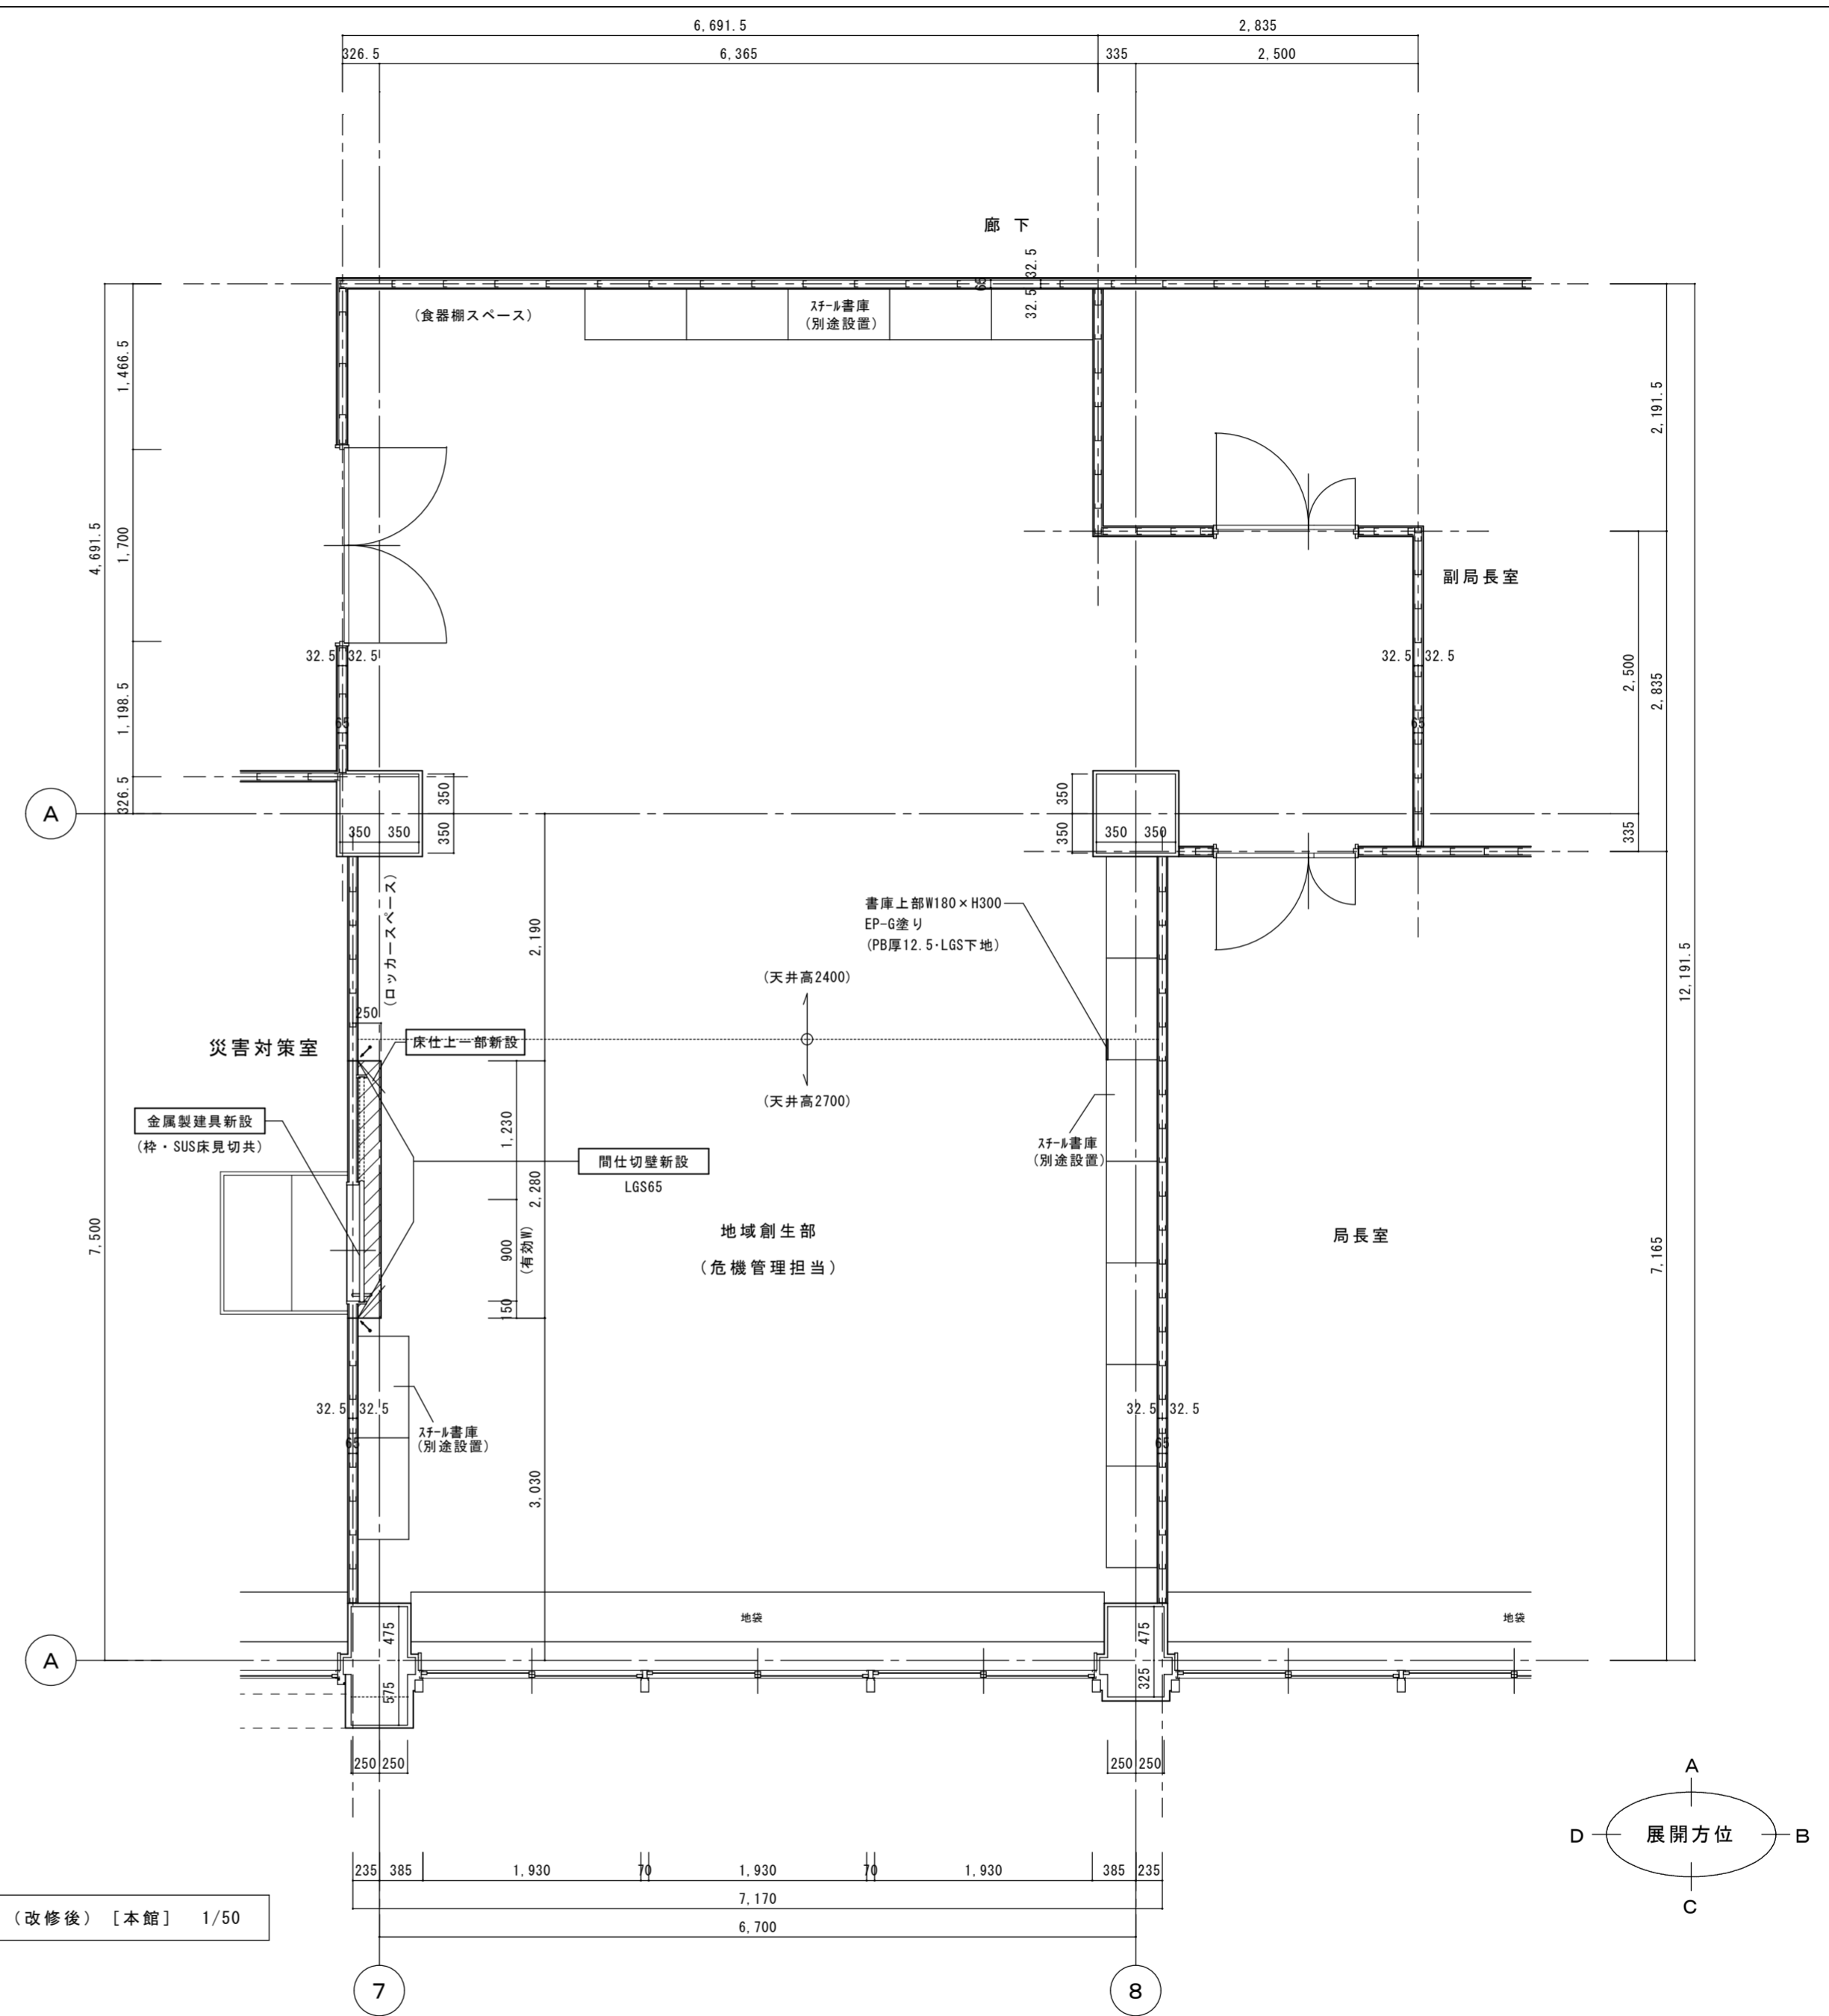 6,691.5
2,835
326.5
6,365
335
2,500
廊 下
32.5
65
32.5
(食器棚スペース)
ｽﾁｰﾙ書庫
(別途設置)
1,466.5
2,191.5
4,691.5
1,700
副局長室
32.5
32.5
32.5
32.5
2,500
2,835
1,198.5
65
65
326.5
350
350
A
350
350
350
350
350
350
335
(ロッカースペース)
2,190
書庫上部W180×H300
EP-G塗り
(PB厚12.5･LGS下地)
(天井高2400)
12,191.5
250
災害対策室
床仕上一部新設
(天井高2700)
金属製建具新設
(枠・SUS床見切共)
1,230
ｽﾁｰﾙ書庫
(別途設置)
間仕切壁新設
LGS65
2,280
7,500
900
(有効W)
地域創生部
(危機管理担当)
局長室
7,165
150
32.5
32.5
32.5
32.5
ｽﾁｰﾙ書庫
(別途設置)
65
65
3,030
地袋
地袋
475
475
A
575
325
250
250
250
250
A
D
展開方位
B
C
235
385
1,930
70
1,930
70
1,930
385
235
7,170
(改修後) [本館] 1/50
6,700
7
8